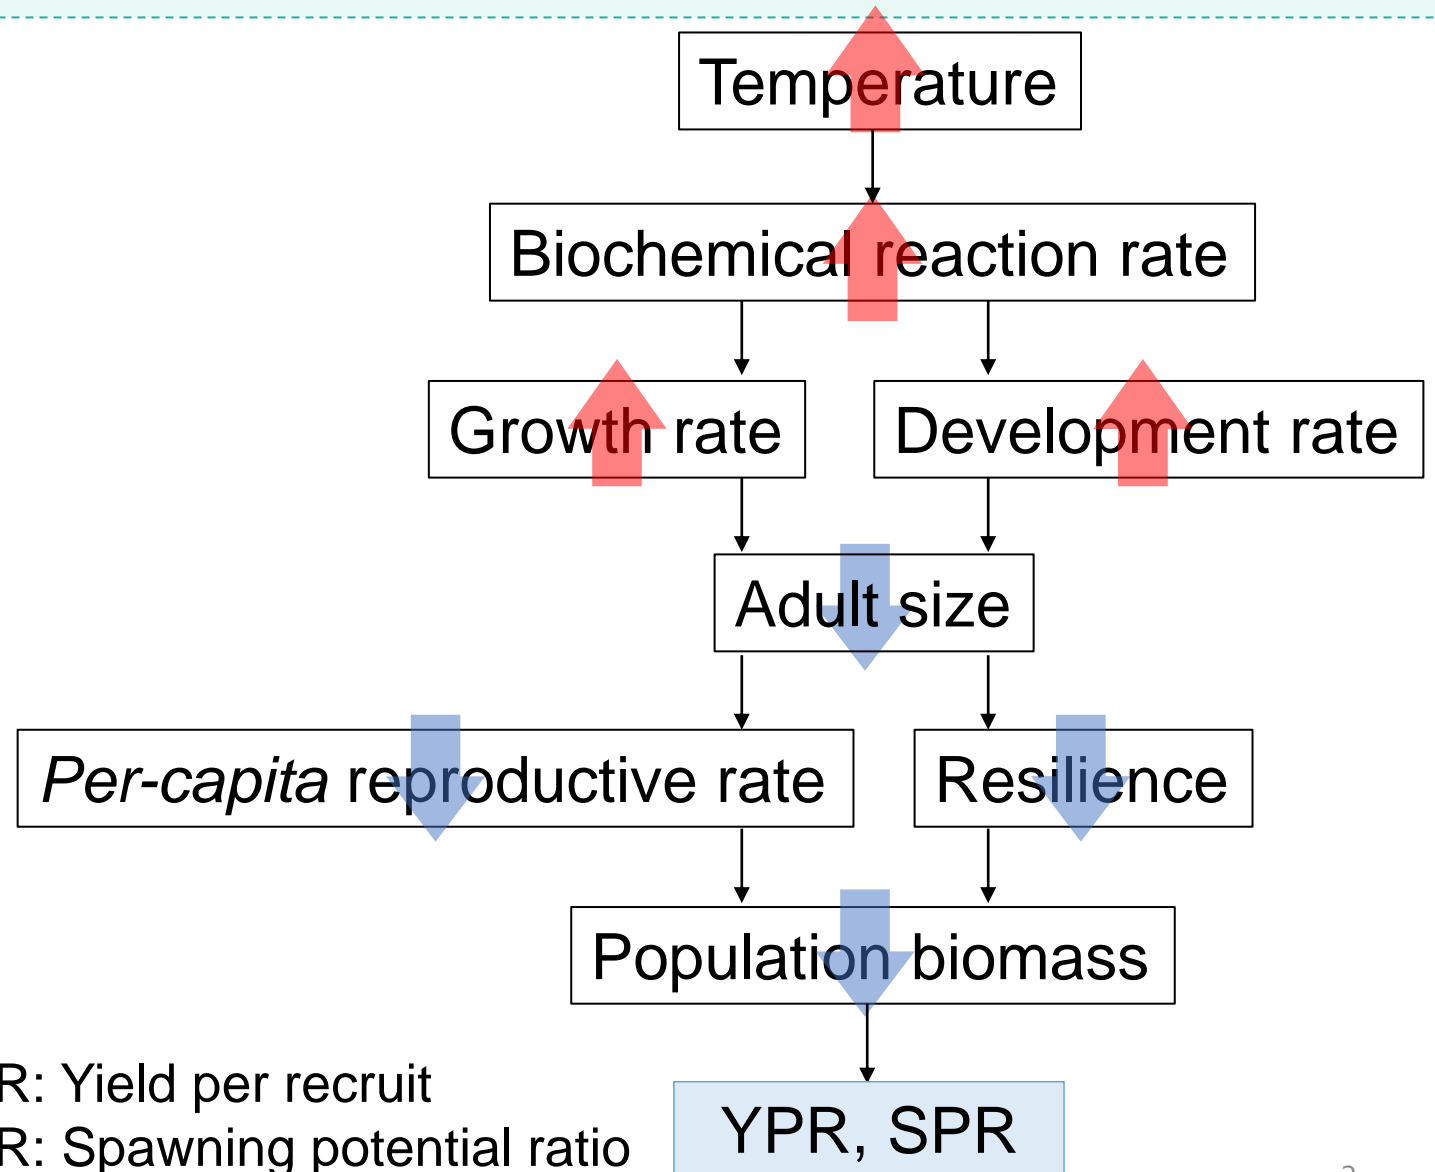 Temperature
Biochemical reaction rate
Growth rate
Development rate
Adult size
Per-capita reproductive rate
Resilience
Population biomass
R: Yield per recruit
YPR, SPR
R: Spawning potential ratio